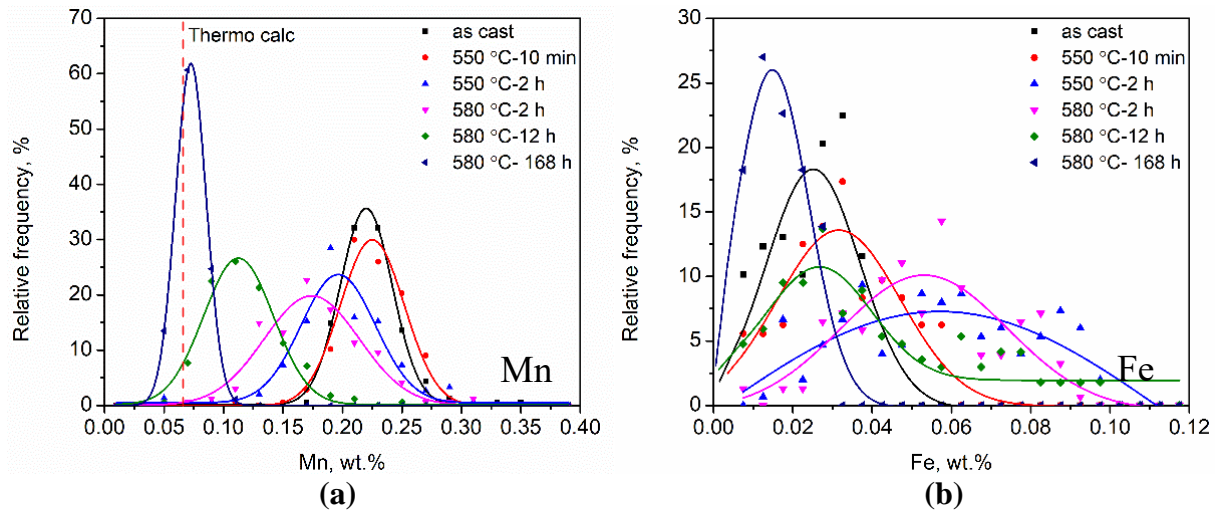 70
60
50
40
30
20
10
0
Relative frequency, %
Thermo calc
as cast
550 °C-10 min
550 °C-2 h
580 °C-2 h
580 °C-12 h
580 °C- 168 h
Mn
0.00 0.05 0.10 0.15 0.20 0.25 0.30 0.35 0.40
Mn, wt.%
(a)
30
25
20
15
10
5
0
Relative frequency, %
as cast
550 °C-10 min
550 °C-2 h
580 °C-2 h
580 °C-12 h
580 °C- 168 h
Fe
0.00 0.02 0.04 0.06 0.08 0.10 0.12
Fe, wt.%
(b)